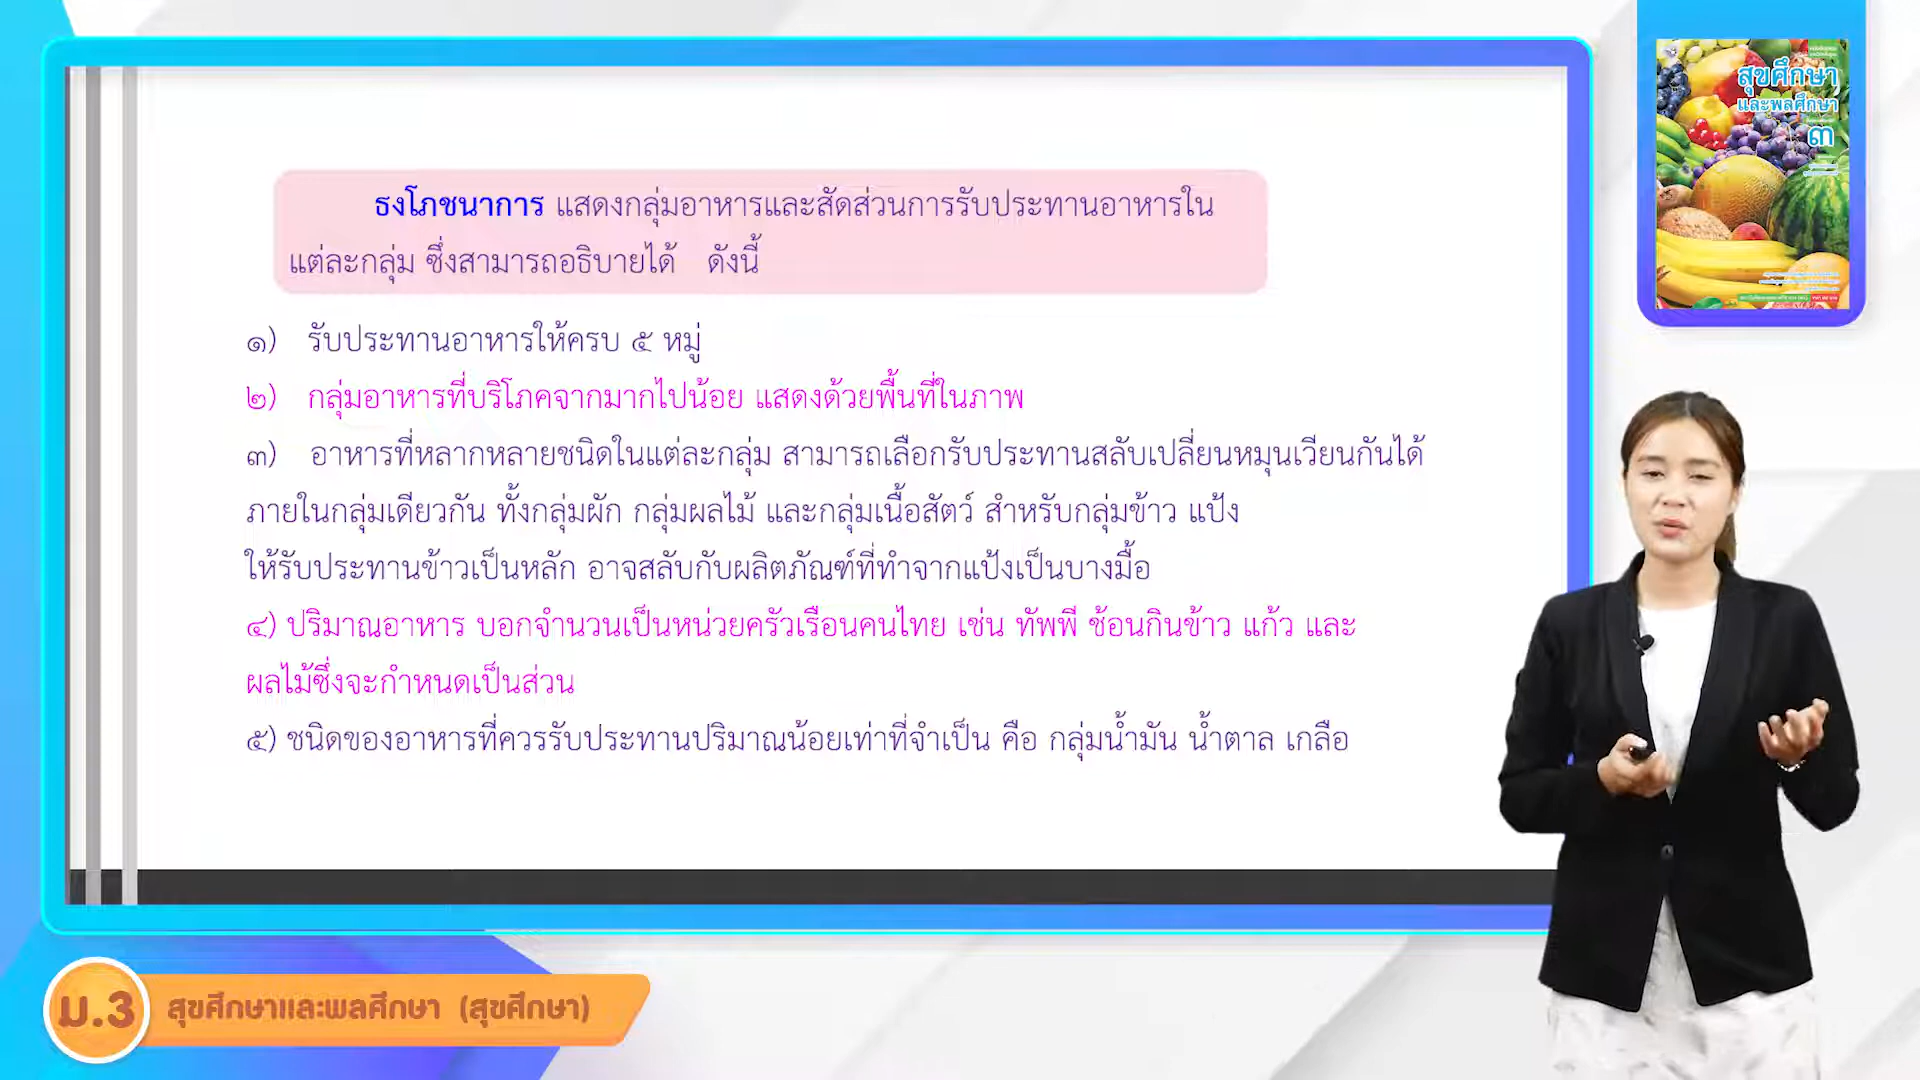 ธงโภชนาการ แสดงกลุ่มอาหารและสัดส่วนการรับประทานอาหารใน
แต่ละกลุ่ม ซึ่งสามารถอธิบายได้ ดังนี้
๑) รับประทานอาหารให้ครบ ๕ หมู่
๒) กลุ่มอาหารที่บริโภคจากมากไปน้อย แสดงด้วยพื้นที่ในภาพ
๓) อาหารที่หลากหลายชนิดในแต่ละกลุ่ม สามารถเลือกรับประทานสลับเปลี่ยนหมุนเวียนกันได้
ภายในกลุ่มเดียวกัน ทั้งกลุ่มผัก กลุ่มผลไม้ และกลุ่มเนื้อสัตว์ สำหรับกลุ่มข้าว แป้ง
ให้รับประทานข้าวเป็นหลัก อาจสลับกับผลิตภัณฑ์ที่ทำจากแป้งเป็นบางมื้อ
๔) ปริมาณอาหาร บอกจำนวนเป็นหน่วยครัวเรือนคนไทย เช่น ทัพพี ช้อนกินข้าว แก้ว และ
ผลไม้ซึ่งจะกำหนดเป็นส่วน
๕) ชนิดของอาหารที่ควรรับประทานปริมาณน้อยเท่าที่จำเป็น คือ กลุ่มน้ำมัน น้ำตาล เกลือ
สุขศึกษา
และพลศึกษา
๓
ม.3 สุขศึกษาและพลศึกษา (สุขศึกษา)